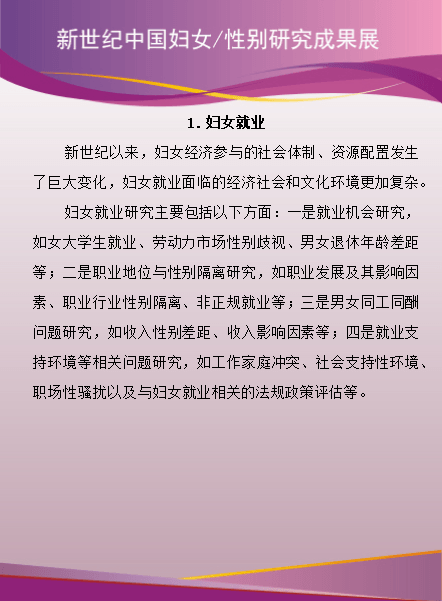 新世纪中国妇女/性别研究成果展
1.妇女就业
新世纪以来，妇女经济参与的社会体制、资源配置发生
了巨大变化，妇女就业面临的经济社会和文化环境更加复杂。
妇女就业研究主要包括以下方面：一是就业机会研究，
如女大学生就业、劳动力市场性别歧视、男女退休年龄差距
等；二是职业地位与性别隔离研究，如职业发展及其影响因
素、职业行业性别隔离、非正规就业等；三是男女同工同酬
问题研究，如收入性别差距、收入影响因素等；四是就业支
持环境等相关问题研究，如工作家庭冲突、社会支持性环境、
职场性骚扰以及与妇女就业相关的法规政策评估等。